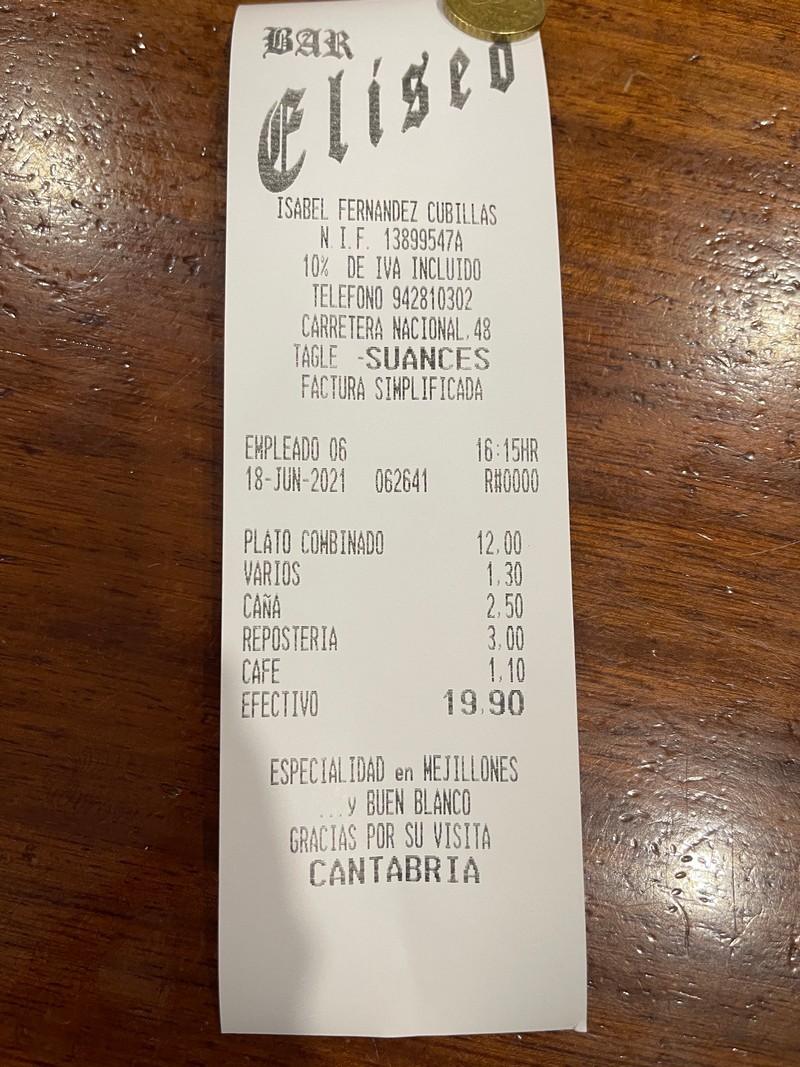 BAR
Eliseo
ISABEL FERNANDEZ CUBILLAS
N.I.F. 13899547A
10% DE IVA INCLUIDO
TELEFONO 942810302
CARRETERA NACIONAL,48
TAGLE -SUANCES
FACTURA SIMPLIFICADA
EMPLEADO 06 16:15HR
18-JUN-2021 062641 R#0000
PLATO COMBINADO 12,00
VARIOS 1,30
CAÑA 2,50
REPOSTERIA 3,00
CAFE 1,10
EFECTIVO 19,90
ESPECIALIDAD en MEJILLONES
...y BUEN BLANCO
GRACIAS POR SU VISITA
CANTABRIA